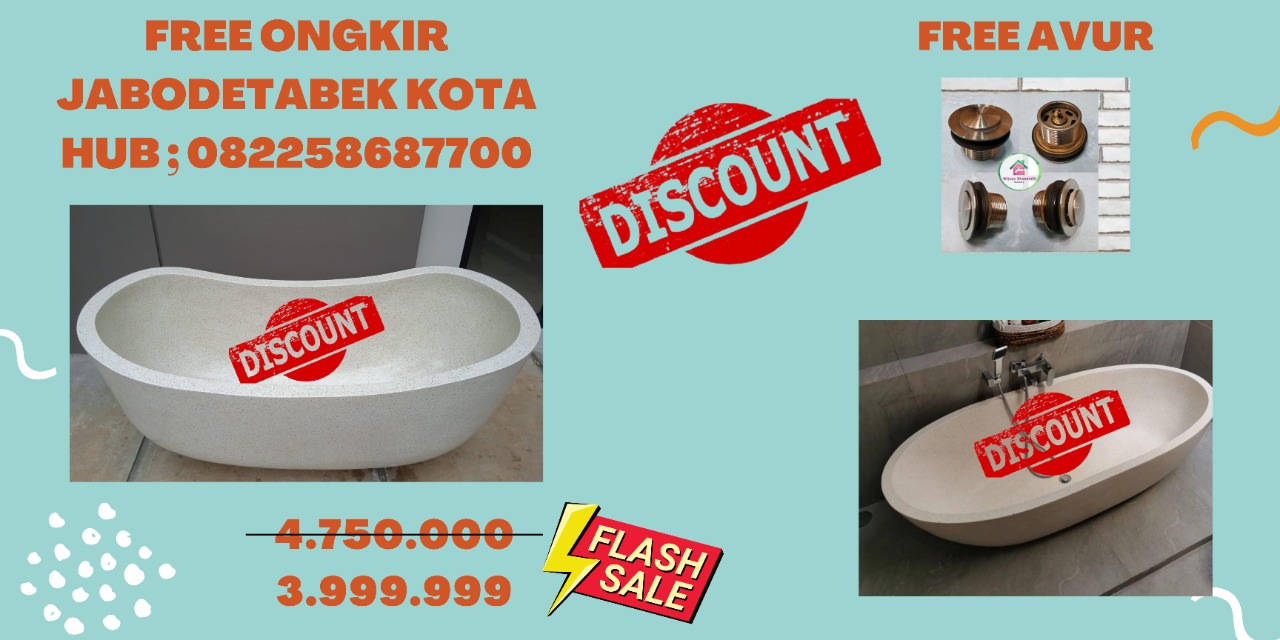 FREE ONGKIR
JABODETABEK KOTA
HUB ; 082258687700
FREE AVUR
DISCOUNT
DISCOUNT
DISCOUNT
4.750.000
3.999.999
FLASH
SALE